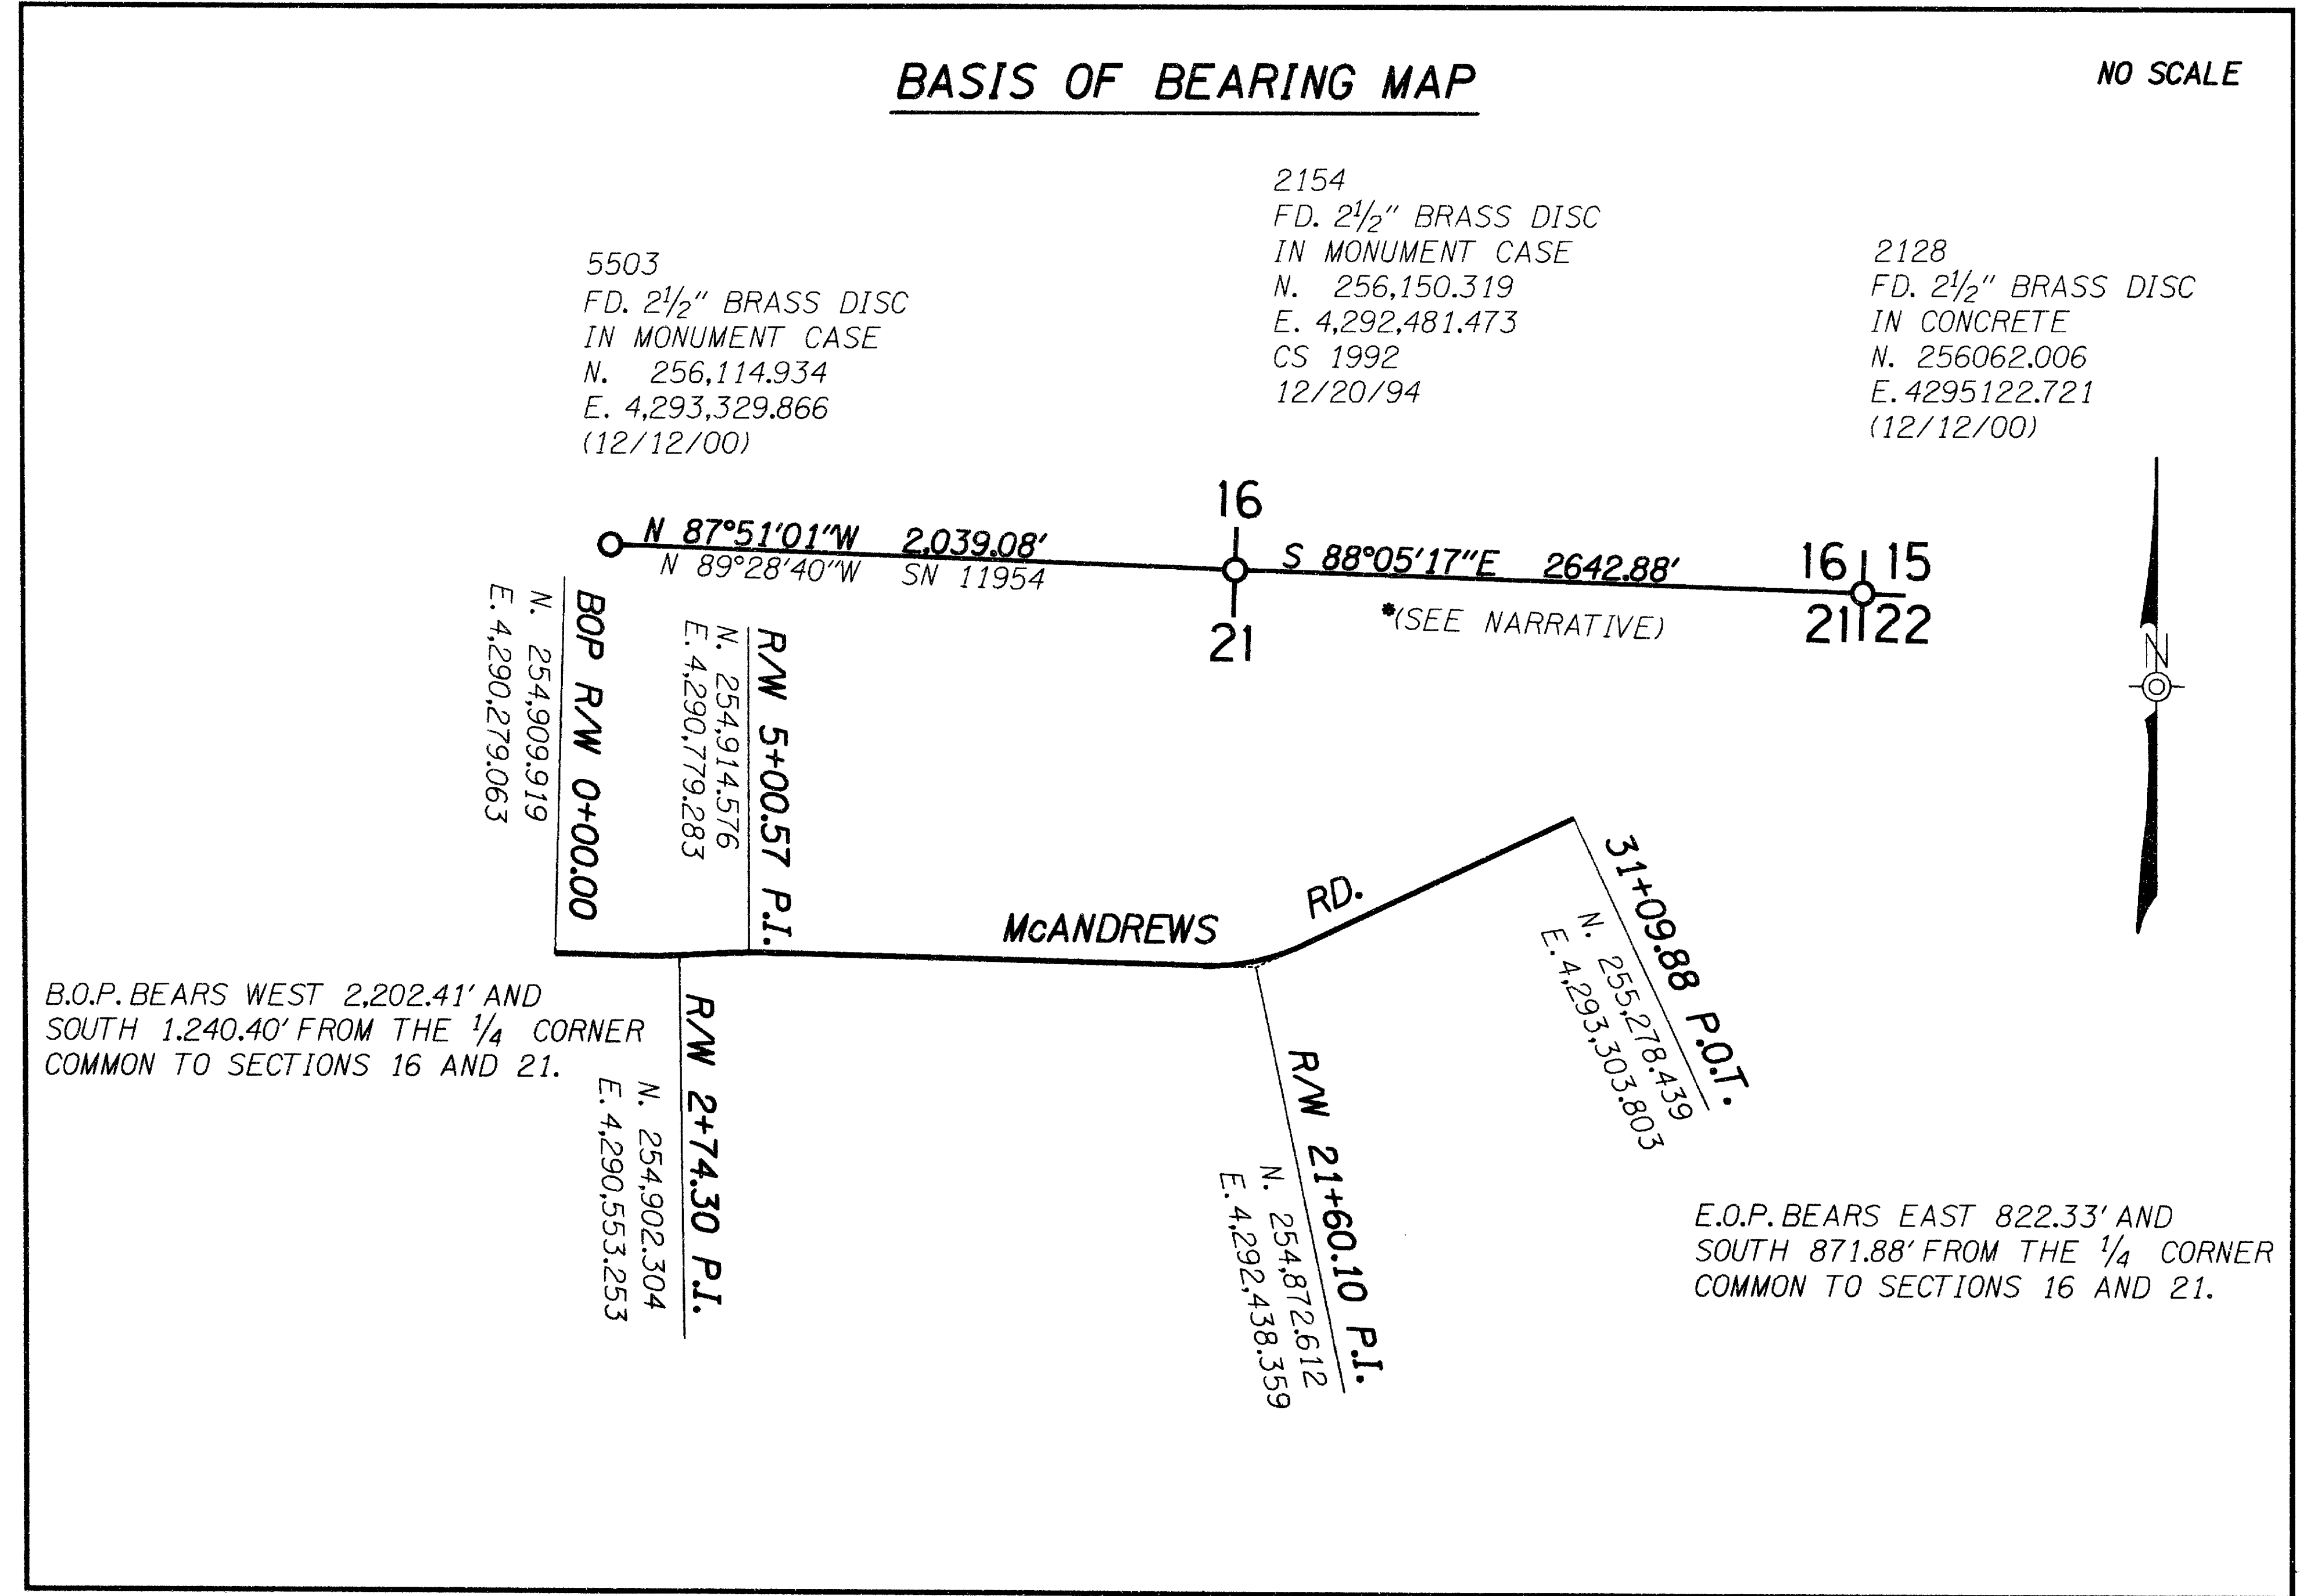 BASIS OF BEARING MAP
NO SCALE
5503
FD. 2½" BRASS DISC
IN MONUMENT CASE
N. 256,114.934
E. 4,293,329.866
(12/12/00)
2154
FD. 2½" BRASS DISC
IN MONUMENT CASE
N. 256,150.319
E. 4,292,481.473
CS 1992
12/20/94
2128
FD. 2½" BRASS DISC
IN CONCRETE
N. 256062.006
E. 4295122.721
(12/12/00)
N 87°51'01"W 2,039.08'
N 89°28'40"W SN 11954
16
21
S 88°05'17"E 2642.88'
*(SEE NARRATIVE)
16 15
21 22
N
BOP R/W 0+00.00
N. 254,909.919
E. 4,290,279.063
R/W 5+00.57 P.I.
N. 254,914.576
E. 4,290,779.283
McANDREWS RD.
31+09.88 P.O.T.
N. 255,278.439
E. 4,293,303.803
B.O.P. BEARS WEST 2,202.41' AND
SOUTH 1.240.40' FROM THE ¼ CORNER
COMMON TO SECTIONS 16 AND 21.
R/W 2+74.30 P.I.
N. 254,902.304
E. 4,290,553.253
R/W 21+60.10 P.I.
N. 254,872.612
E. 4,292,438.359
E.O.P. BEARS EAST 822.33' AND
SOUTH 871.88' FROM THE ¼ CORNER
COMMON TO SECTIONS 16 AND 21.